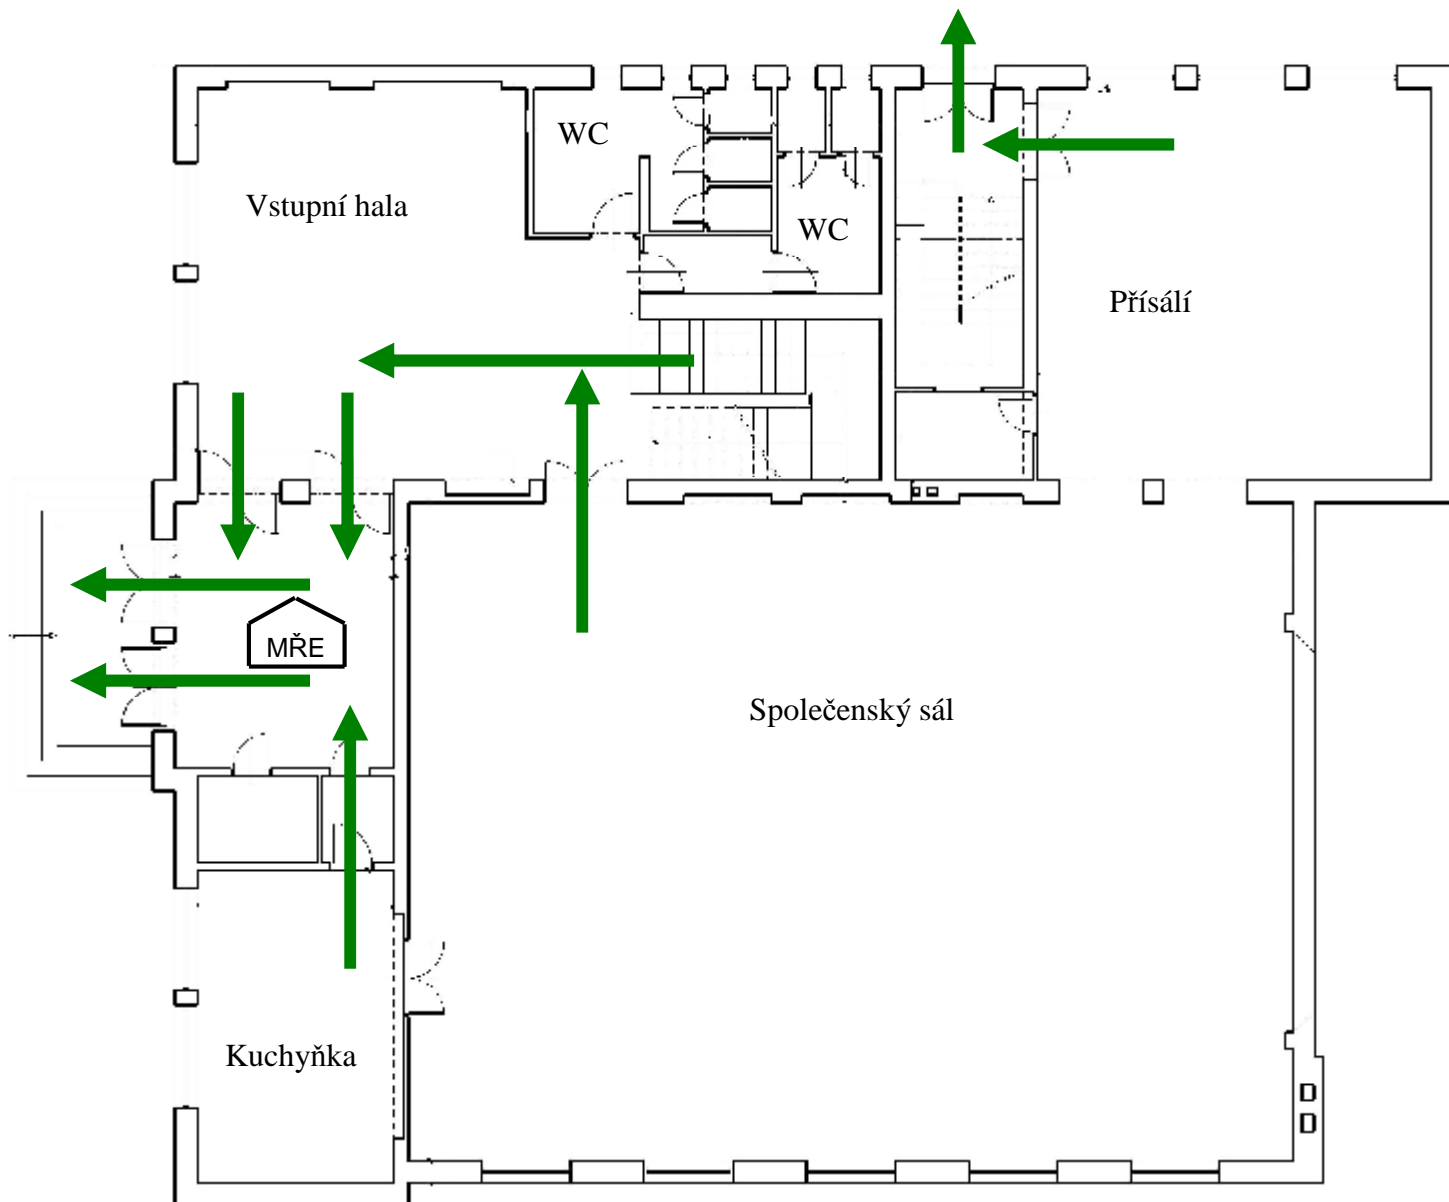 WC
Vstupní hala
WC
Přísálí
MŘE
Společenský sál
Kuchyňka